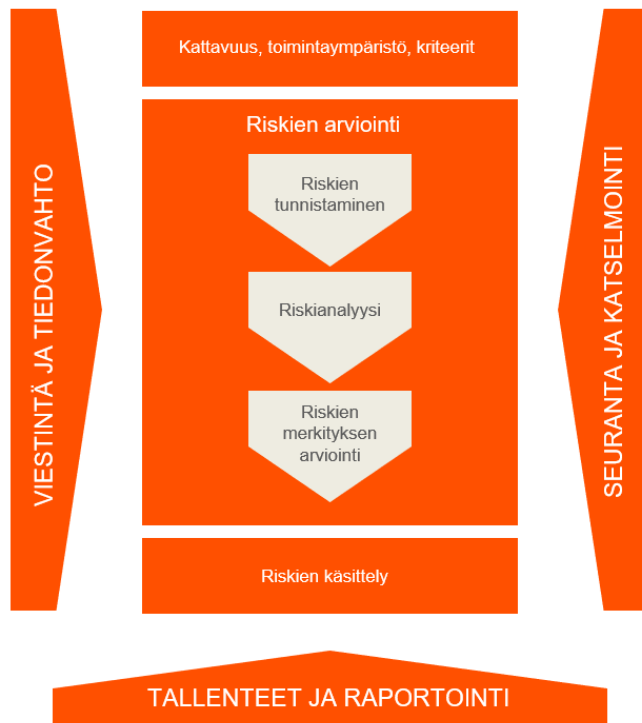 Kattavuus, toimintaympäristö, kriteerit
Riskien arviointi
Riskien
tunnistaminen
Riskianalyysi
Riskien
merkityksen
arviointi
Riskien käsittely
VIESTINTÄ JA TIEDONVAHTO
SEURANTA JA KATSELMOINTI
TALLENTEET JA RAPORTOINTI